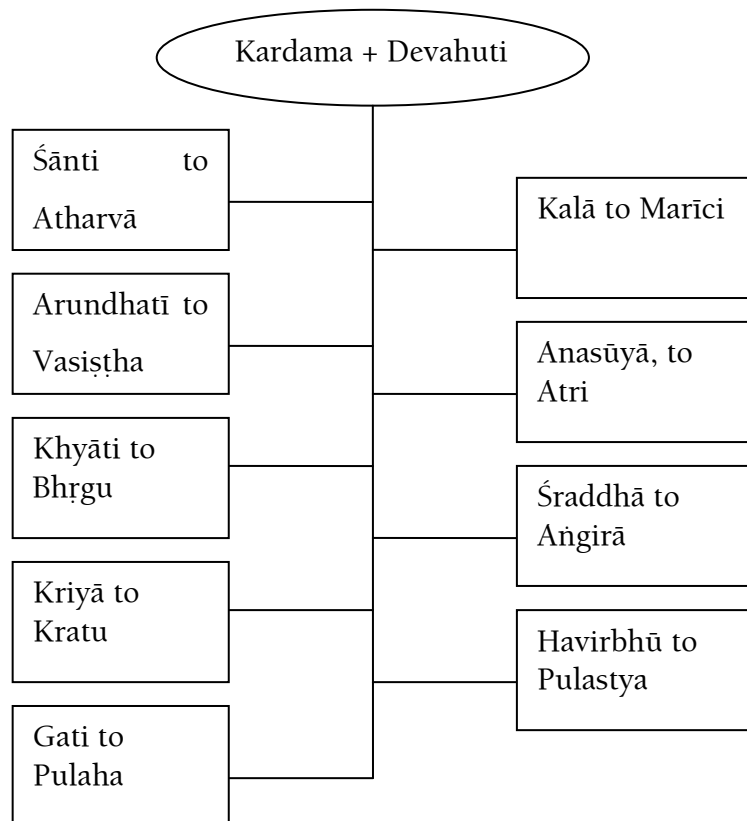 Kardama + Devahuti
Śānti to
Atharvā
Arundhatī to
Vasiṣṭha
Khyāti to
Bhṛgu
Kriyā to
Kratu
Gati to
Pulaha
Kalā to Marīci
Anasūyā, to
Atri
Śraddhā to
Aṅgirā
Havirbhū to
Pulastya